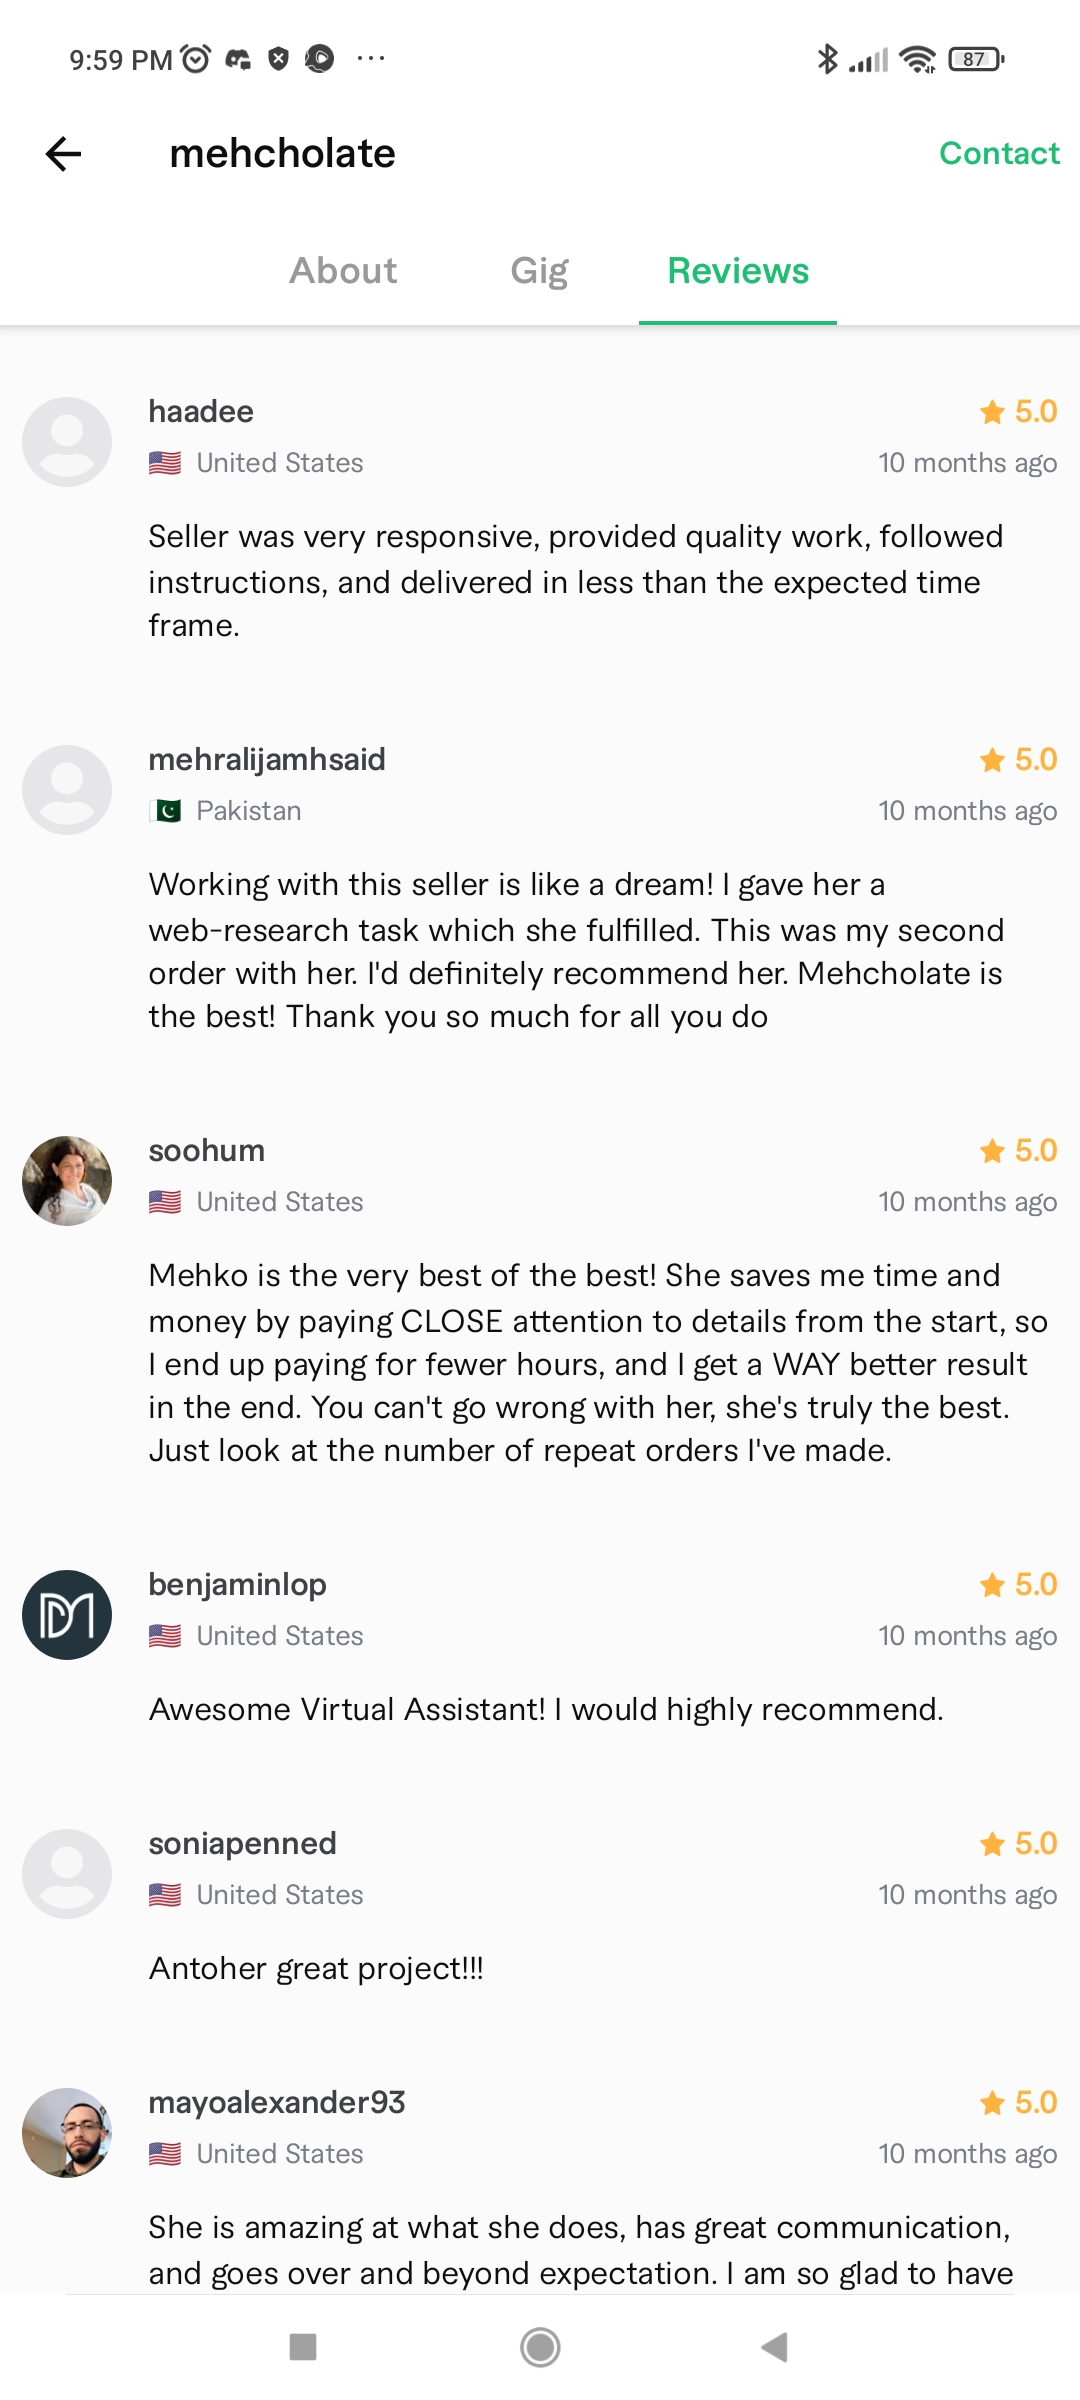 9:59 PM ... 87
mehcholate Contact
About Gig Reviews
haadee 5.0
United States 10 months ago
Seller was very responsive, provided quality work, followed
instructions, and delivered in less than the expected time
frame.
mehralijamhsaid 5.0
Pakistan 10 months ago
Working with this seller is like a dream! I gave her a
web-research task which she fulfilled. This was my second
order with her. I'd definitely recommend her. Mehcholate is
the best! Thank you so much for all you do
soohum 5.0
United States 10 months ago
Mehko is the very best of the best! She saves me time and
money by paying CLOSE attention to details from the start, so
I end up paying for fewer hours, and I get a WAY better result
in the end. You can't go wrong with her, she's truly the best.
Just look at the number of repeat orders I've made.
benjaminlop 5.0
United States 10 months ago
Awesome Virtual Assistant! I would highly recommend.
soniapenned 5.0
United States 10 months ago
Antoher great project!!!
mayoalexander93 5.0
United States 10 months ago
She is amazing at what she does, has great communication,
and goes over and beyond expectation. I am so glad to have